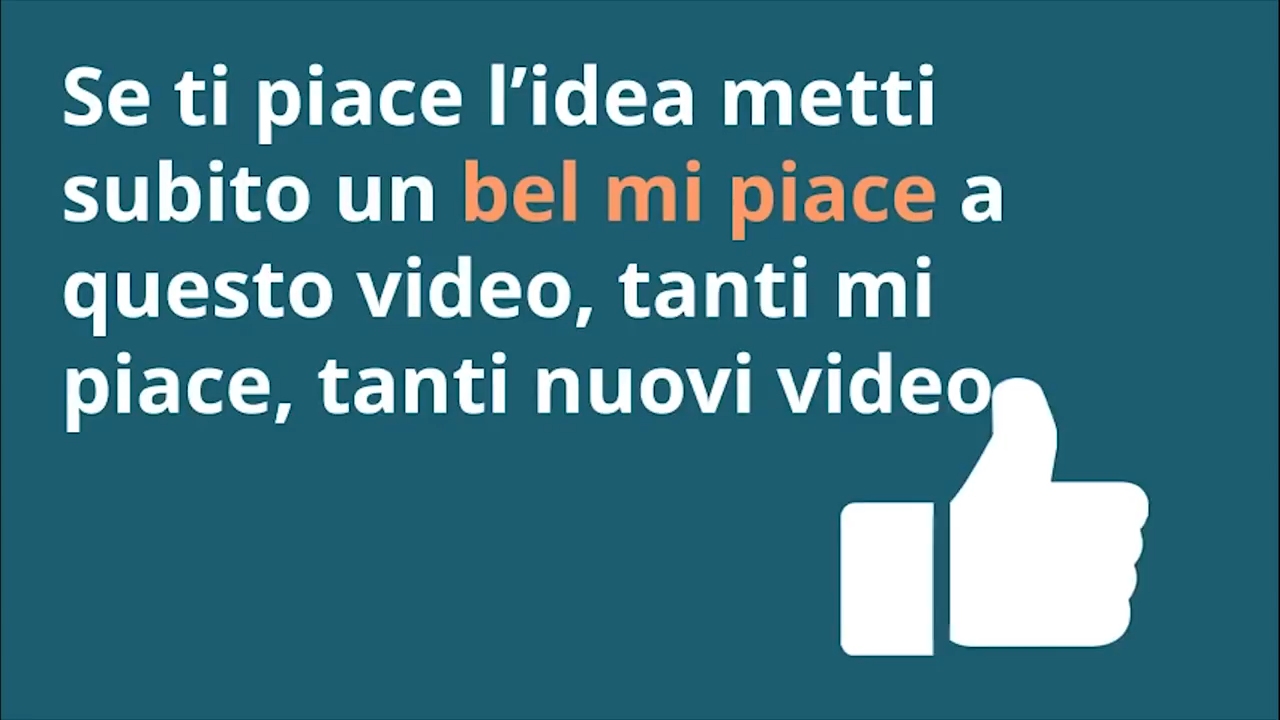 Se ti piace l’idea metti
subito un bel mi piace a
questo video, tanti mi
piace, tanti nuovi video